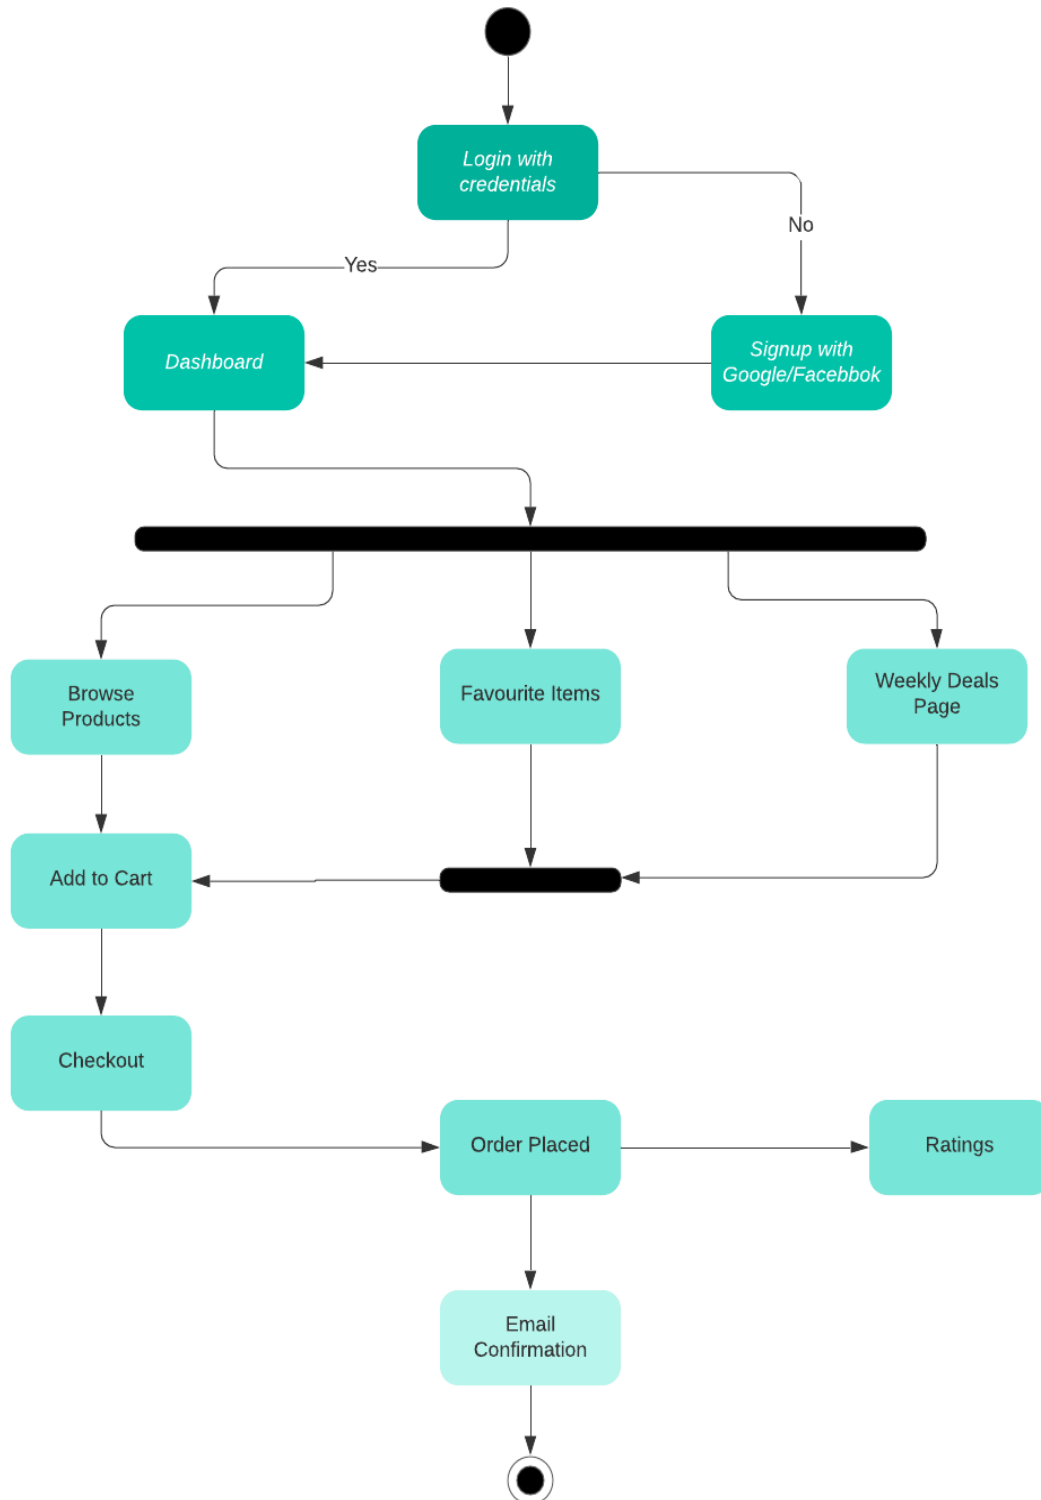 Login with
credentials
No
Yes
Dashboard
Signup with
Google/Facebbok
Browse
Products
Favourite Items
Weekly Deals
Page
Add to Cart
Checkout
Order Placed
Ratings
Email
Confirmation